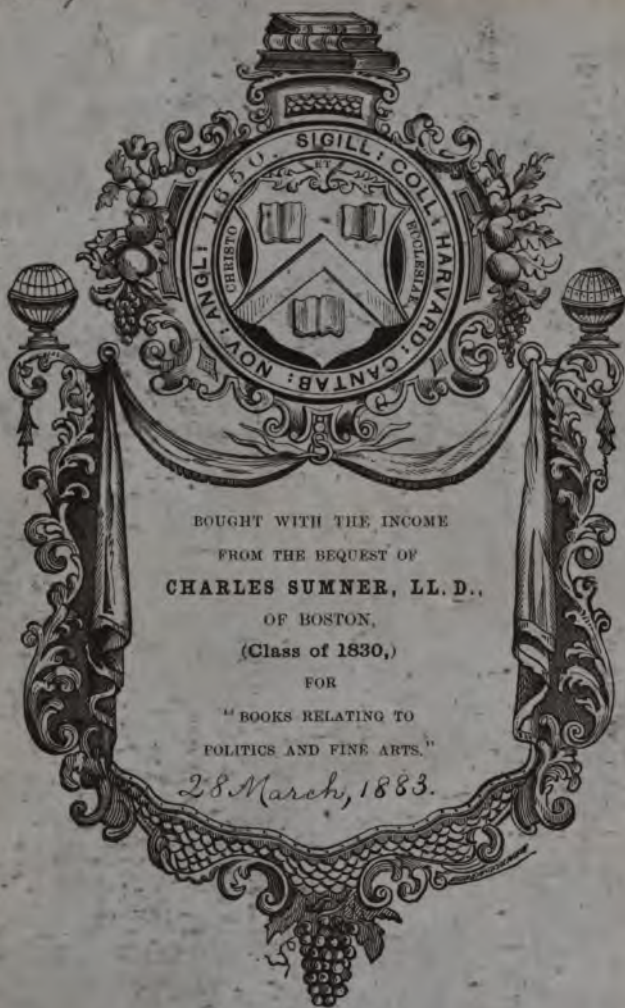 SIGILL: COLL: HARVARD: CANTAB: NOV: ANGL: 1650.
CHRISTO
ET
ECCLESIAE
BOUGHT WITH THE INCOME
FROM THE BEQUEST OF
CHARLES SUMNER, LL. D.,
OF BOSTON,
(Class of 1830,)
FOR
"BOOKS RELATING TO
POLITICS AND FINE ARTS."
28 March, 1883.